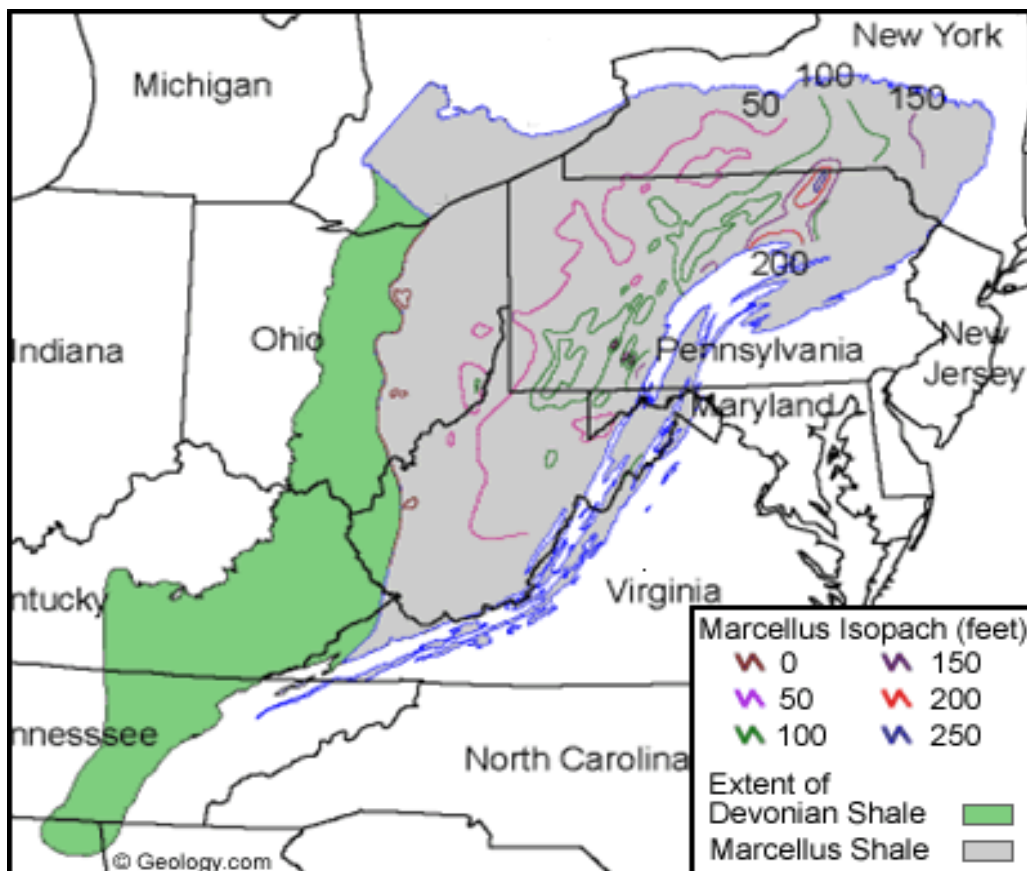 New York
Michigan
50
100
150
200
Indiana
Ohio
Pennsylvania
New
Jersey
Maryland
Virginia
ntucky
nnesssee
North Carolina
Marcellus Isopach (feet)
0
150
50
200
100
250
Extent of
Devonian Shale
Marcellus Shale
© Geology.com